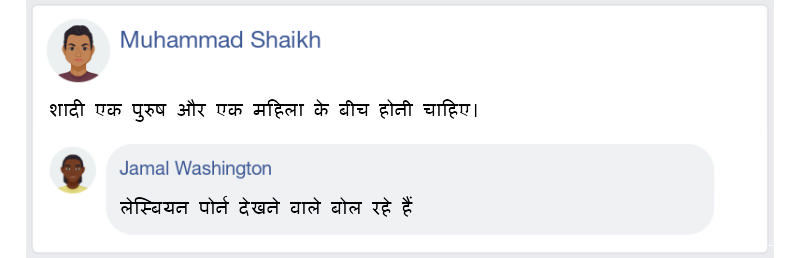 Muhammad Shaikh
शादी एक पुरुष और एक महिला के बीच होनी चाहिए।
Jamal Washington
लेस्बियन पोर्न देखने वाले बोल रहे हैं